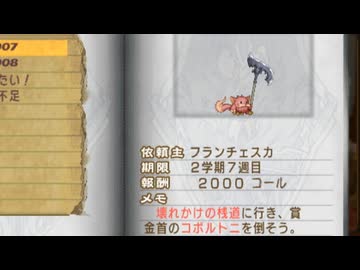 007
008
たい！
不足
依頼主 フランチェスカ
期限 2学期7週目
報酬 2000 コール
メモ
壊れかけの桟道に行き、賞
金首のコボルトニを倒そう。